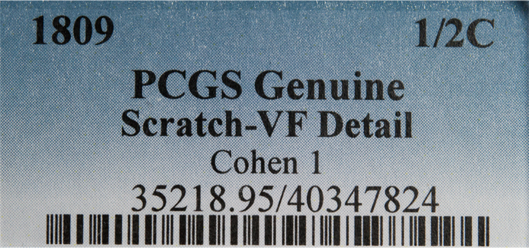 1809 1/2C
PCGS Genuine
Scratch-VF Detail
Cohen 1
35218.95/40347824